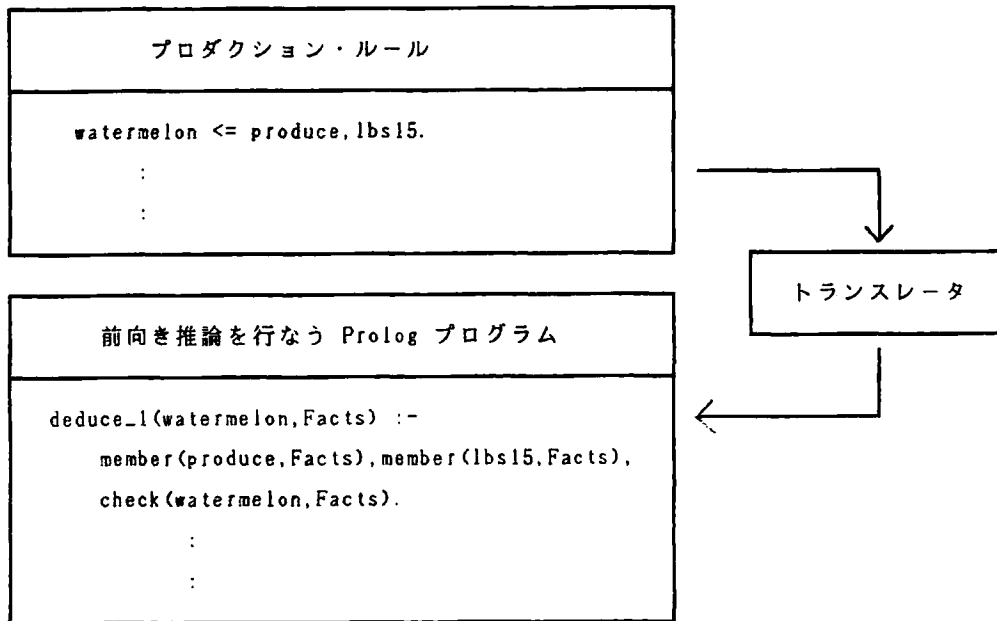 プロダクション・ルール
watermelon <= produce,lbs15.
:
:
トランスレータ
前向き推論を行なう Prolog プログラム
deduce_1(watermelon,Facts) :-
member(produce,Facts),member(lbs15,Facts),
check(watermelon,Facts).
:
: